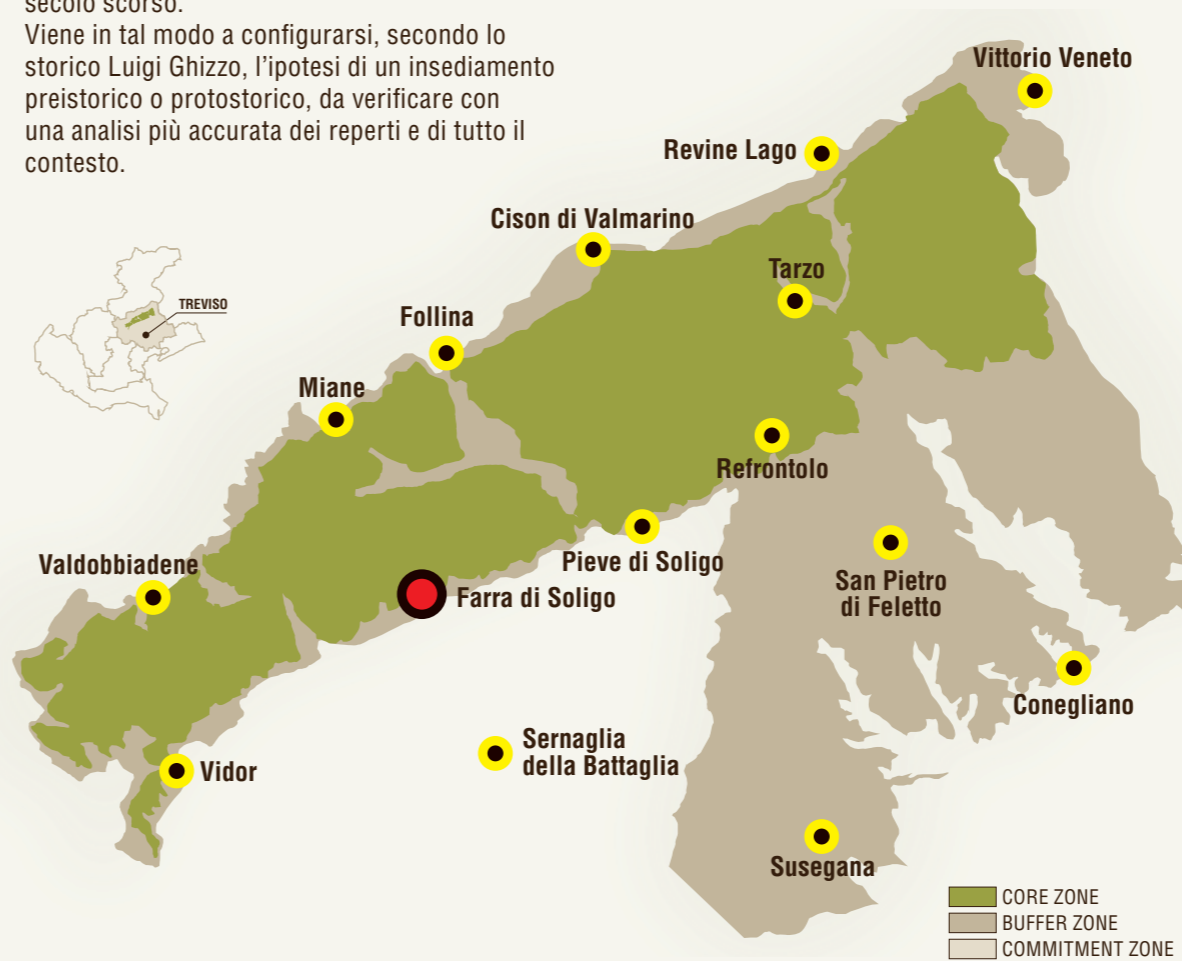 secolo scorso.
Viene in tal modo a configurarsi, secondo lo
storico Luigi Ghizzo, l'ipotesi di un insediamento
preistorico o protostorico, da verificare con
una analisi più accurata dei reperti e di tutto il
contesto.
Vittorio Veneto
Revine Lago
Cison di Valmarino
Tarzo
TREVISO
Follina
Miane
Refrontolo
Pieve di Soligo
Valdobbiadene
Farra di Soligo
San Pietro
di Feletto
Conegliano
Sernaglia
della Battaglia
Vidor
Susegana
CORE ZONE
BUFFER ZONE
COMMITMENT ZONE